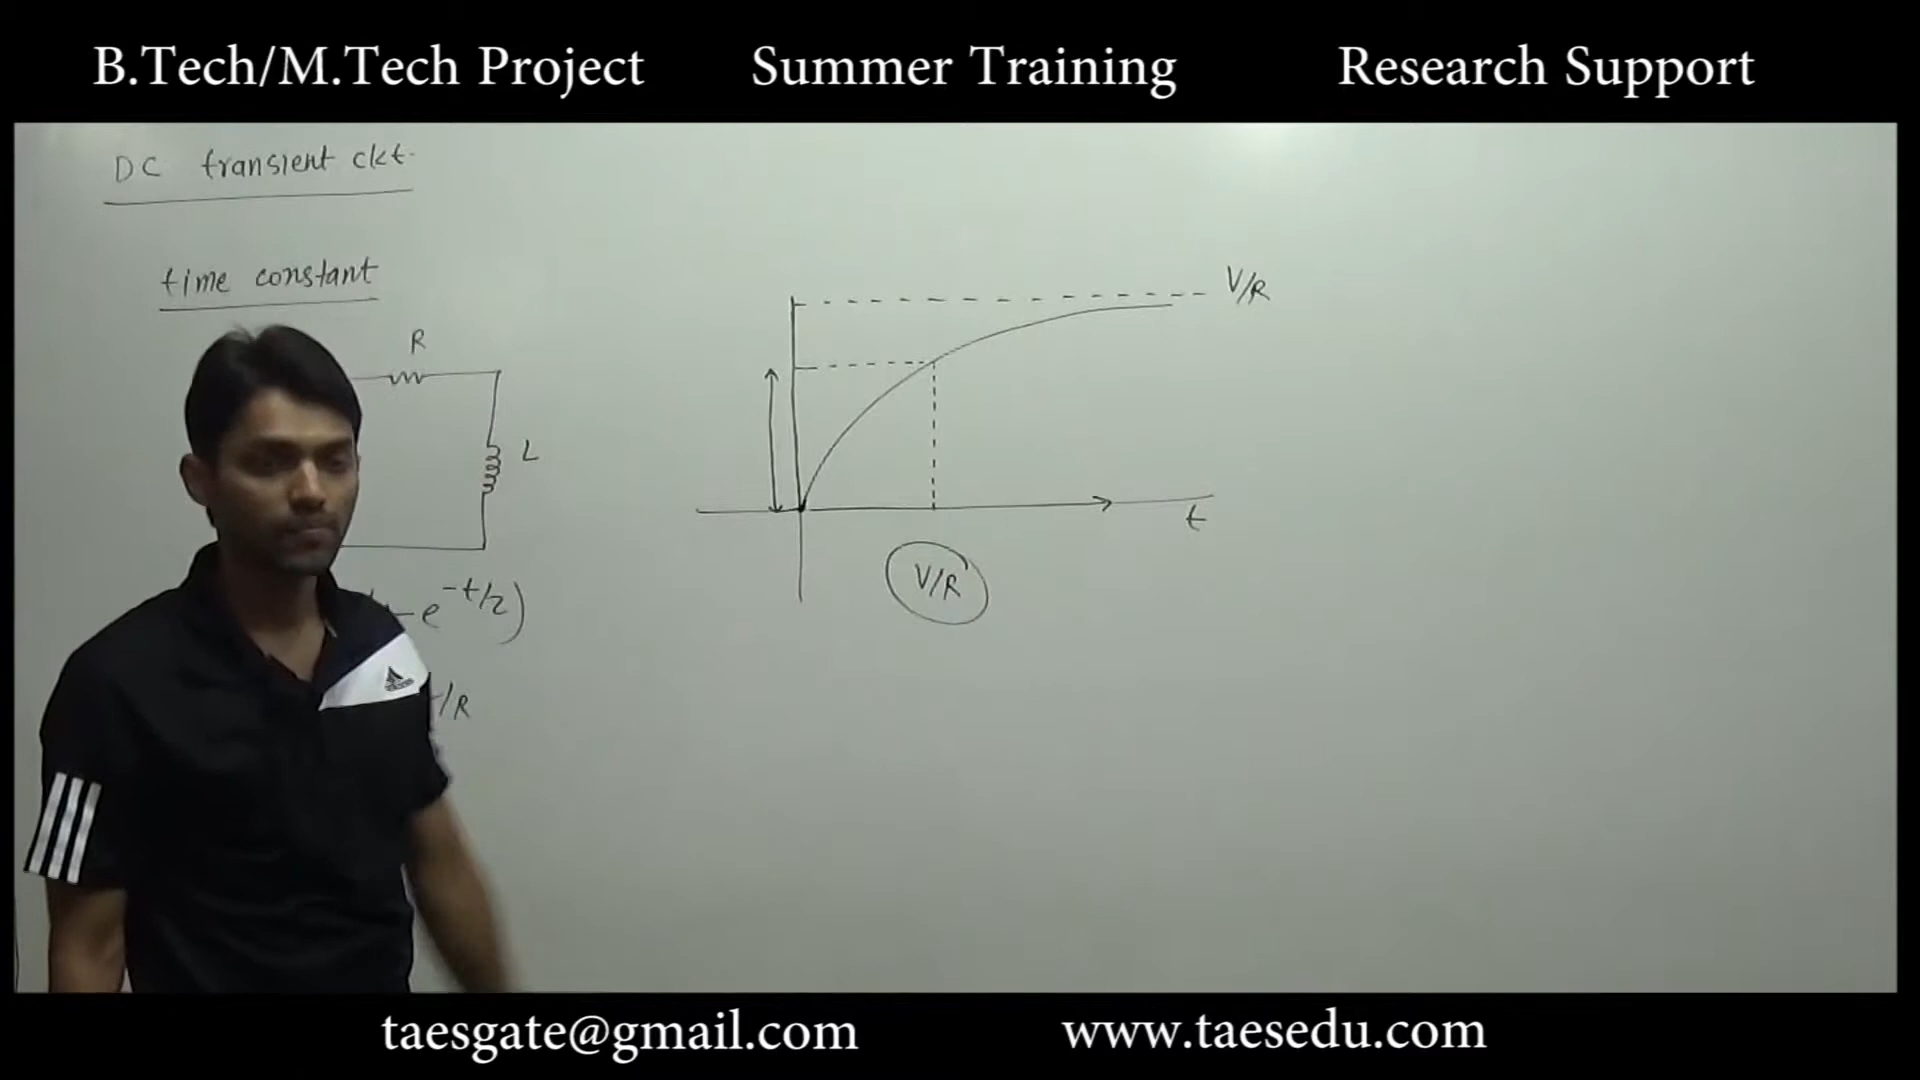 B.Tech/M.Tech Project Summer Training Research Support
DC transient ckt.
time constant
R
L
e^-t/τ)
/R
V/R
t
V/R
taesgate@gmail.com www.taesedu.com